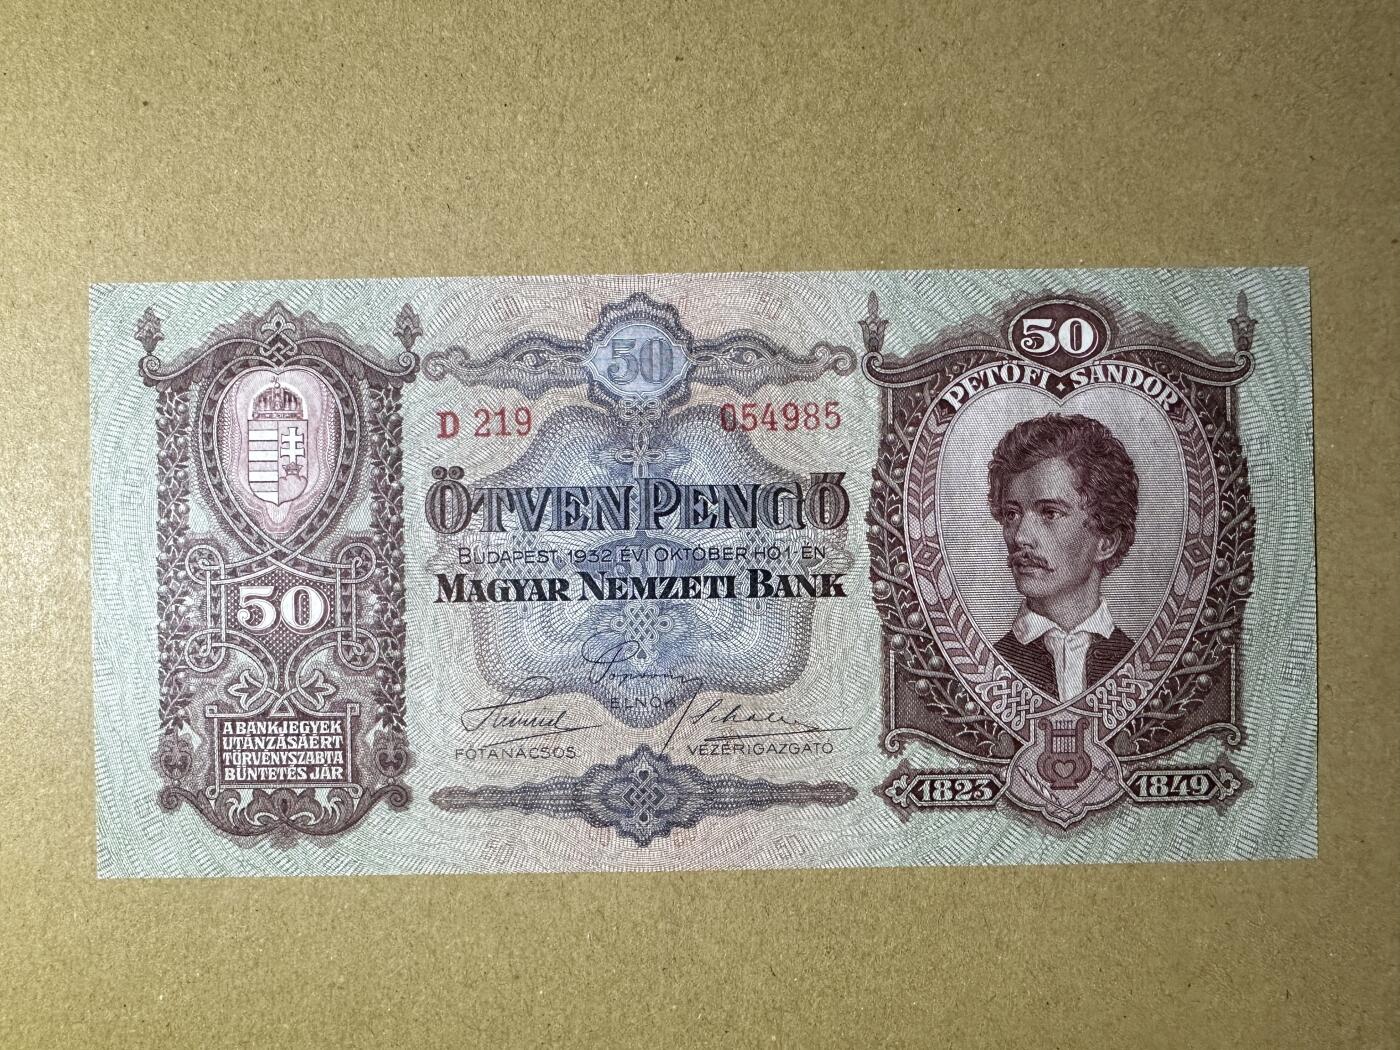 50
50
PETŐFI · SÁNDOR
D 219
054985
ÖTVEN PENGŐ
BUDAPEST, 1932 ÉVI OKTÓBER HÓ 1-ÉN
MAGYAR NEMZETI BANK
50
ELNÖK
FŐTANÁCSOS
VEZÉRIGAZGATÓ
A BANKJEGYEK
UTÁNZÁSÁÉRT
TÖRVÉNYSZABTA
BÜNTETÉS JÁR
1823
1849